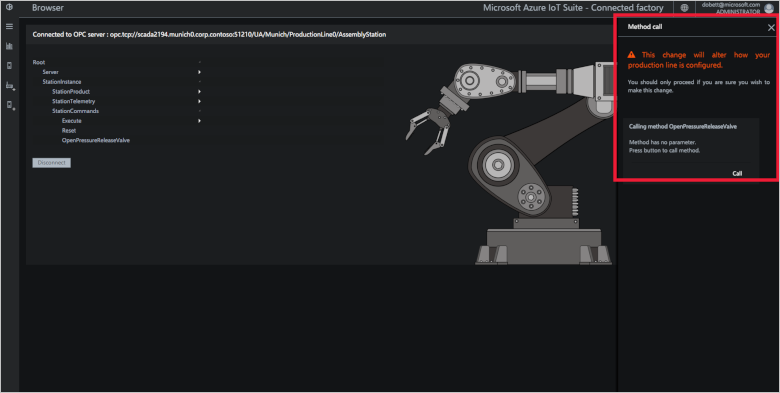 Browser
Microsoft Azure IoT Suite - Connected factory
dobett@microsoft.com
ADMINISTRATOR
Connected to OPC server : opc.tcp://scada2194.munich0.corp.contoso:51210/UA/Munich/ProductionLine0/AssemblyStation
Root
Server
StationInstance
StationProduct
StationTelemetry
StationCommands
Execute
Reset
OpenPressureReleaseValve
Disconnect
Method call
This change will alter how your
production line is configured.
You should only proceed if you are sure you wish to
make this change.
Calling method OpenPressureReleaseValve
Method has no parameter.
Press button to call method.
Call